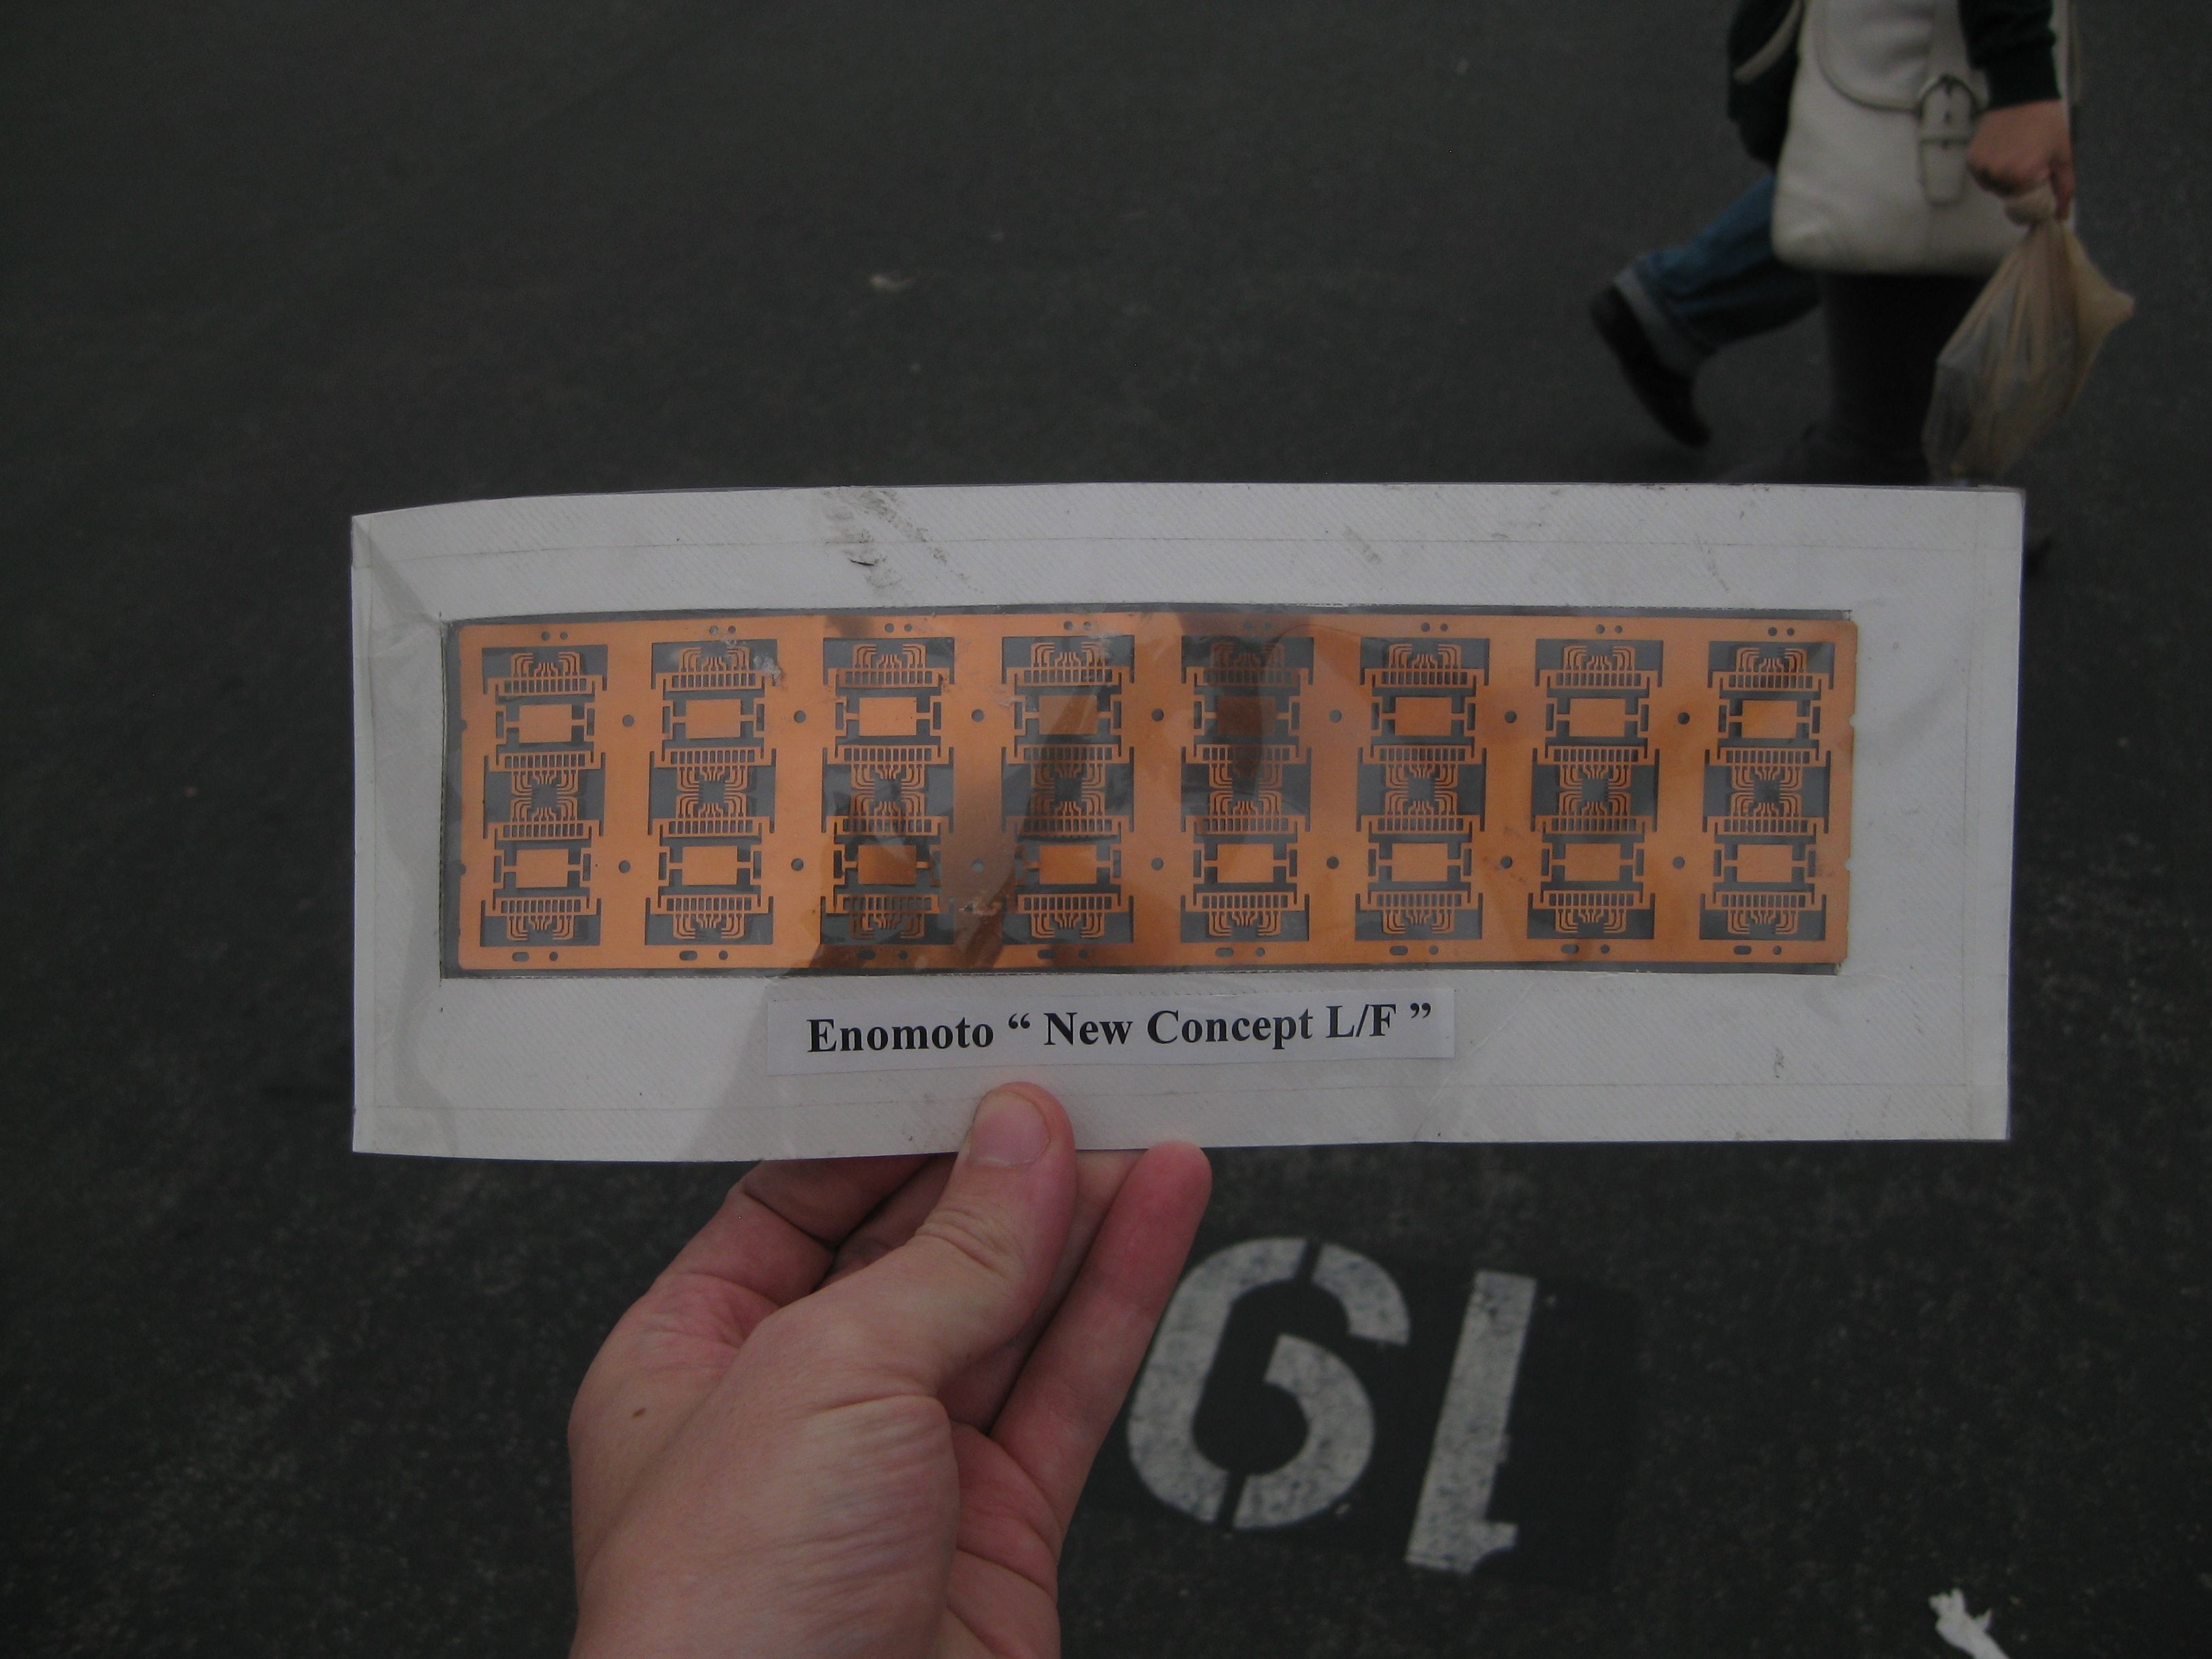 Enomoto “ New Concept L/F ”
19